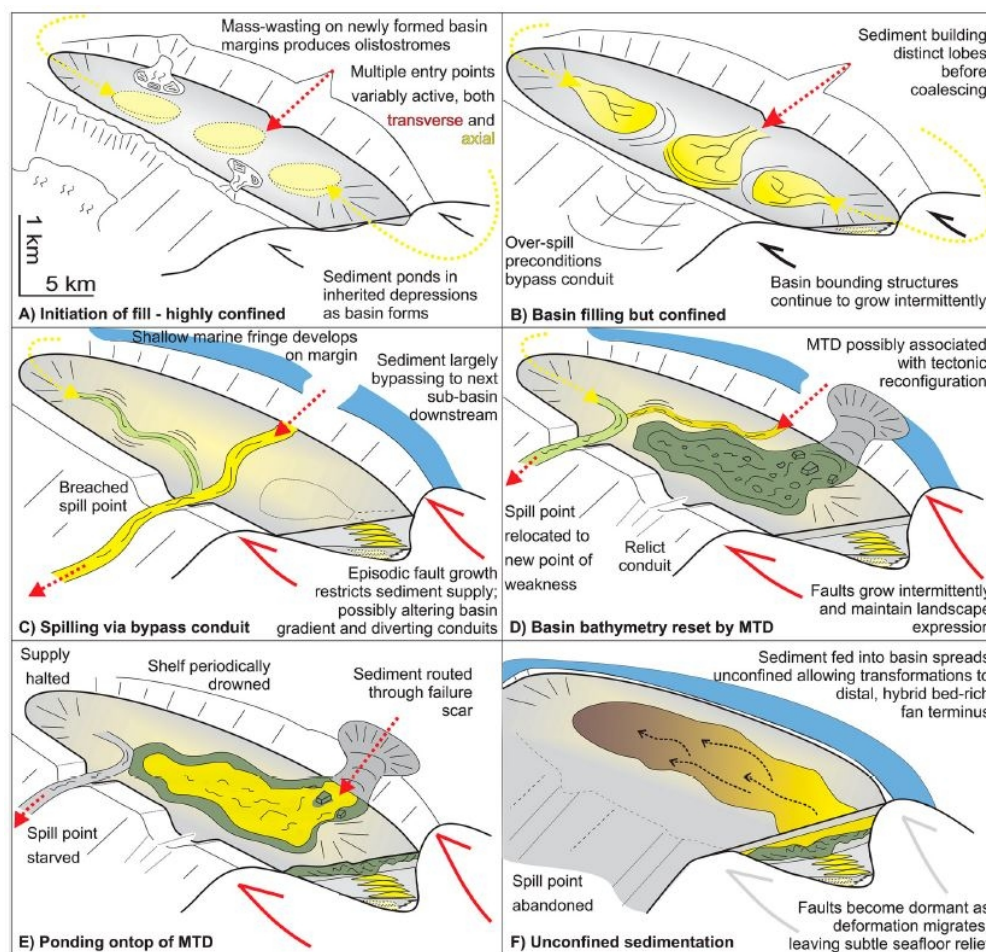 Mass-wasting on newly formed basin
margins produces olistostromes
Multiple entry points
variably active, both
transverse and
axial
1 km
5 km
Sediment ponds in
inherited depressions
as basin forms
A) Initiation of fill - highly confined
Sediment building
distinct lobes
before
coalescing
Over-spill
preconditions
bypass conduit
Basin bounding structures
continue to grow intermittently
B) Basin filling but confined
Shallow marine fringe develops
on margin
Sediment largely
bypassing to next
sub-basin
downstream
Breached
spill point
Episodic fault growth
restricts sediment supply;
possibly altering basin
gradient and diverting conduits
C) Spilling via bypass conduit
MTD possibly associated
with tectonic
reconfiguration
Spill point
relocated to
new point of
weakness
Relict
conduit
Faults grow intermittently
and maintain landscape
expression
D) Basin bathymetry reset by MTD
Supply
halted
Shelf periodically
drowned
Sediment routed
through failure
scar
Spill point
starved
E) Ponding ontop of MTD
Sediment fed into basin spreads
unconfined allowing transformations to
distal, hybrid bed-rich
fan terminus
Spill point
abandoned
Faults become dormant as
deformation migrates,
leaving subtle seafloor relief
F) Unconfined sedimentation